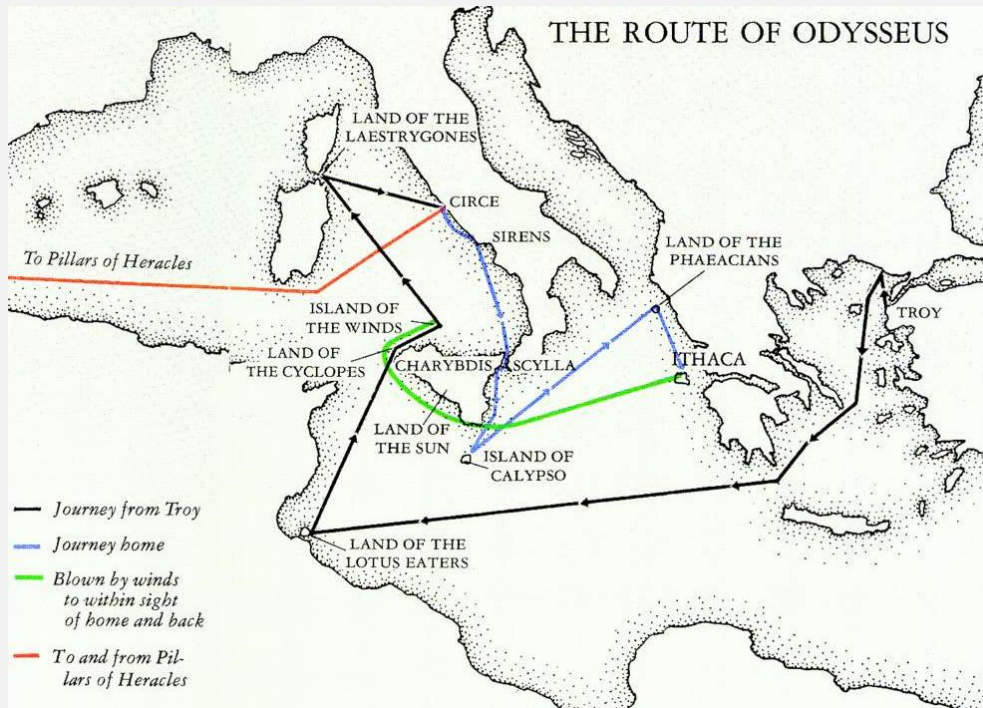 THE ROUTE OF ODYSSEUS
LAND OF THE
LAESTRYGONES
CIRCE
SIRENS
To Pillars of Heracles
LAND OF THE
PHAEACIANS
TROY
ISLAND OF
THE WINDS
LAND OF
THE CYCLOPES
CHARYBDIS
SCYLLA
ITHACA
LAND OF
THE SUN
ISLAND OF
CALYPSO
LAND OF THE
LOTUS EATERS
Journey from Troy
Journey home
Blown by winds
to within sight
of home and back
To and from Pil-
lars of Heracles